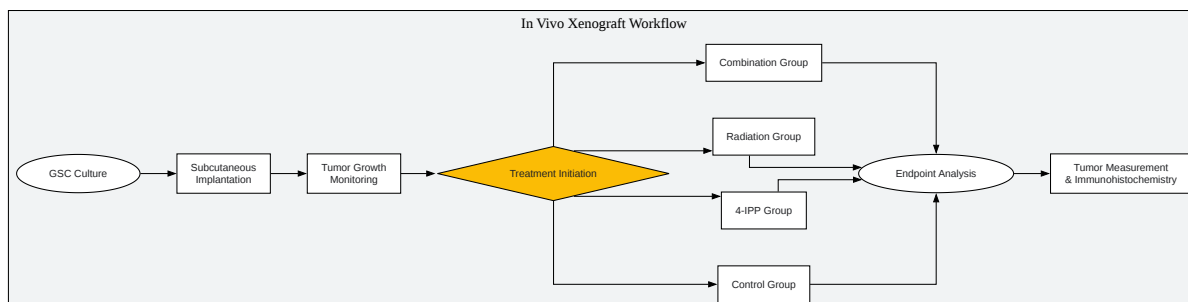 In Vivo Xenograft Workflow
GSC Culture
Subcutaneous
Implantation
Tumor Growth
Monitoring
Treatment Initiation
Combination Group
Radiation Group
4-IPP Group
Control Group
Endpoint Analysis
Tumor Measurement
& Immunohistochemistry